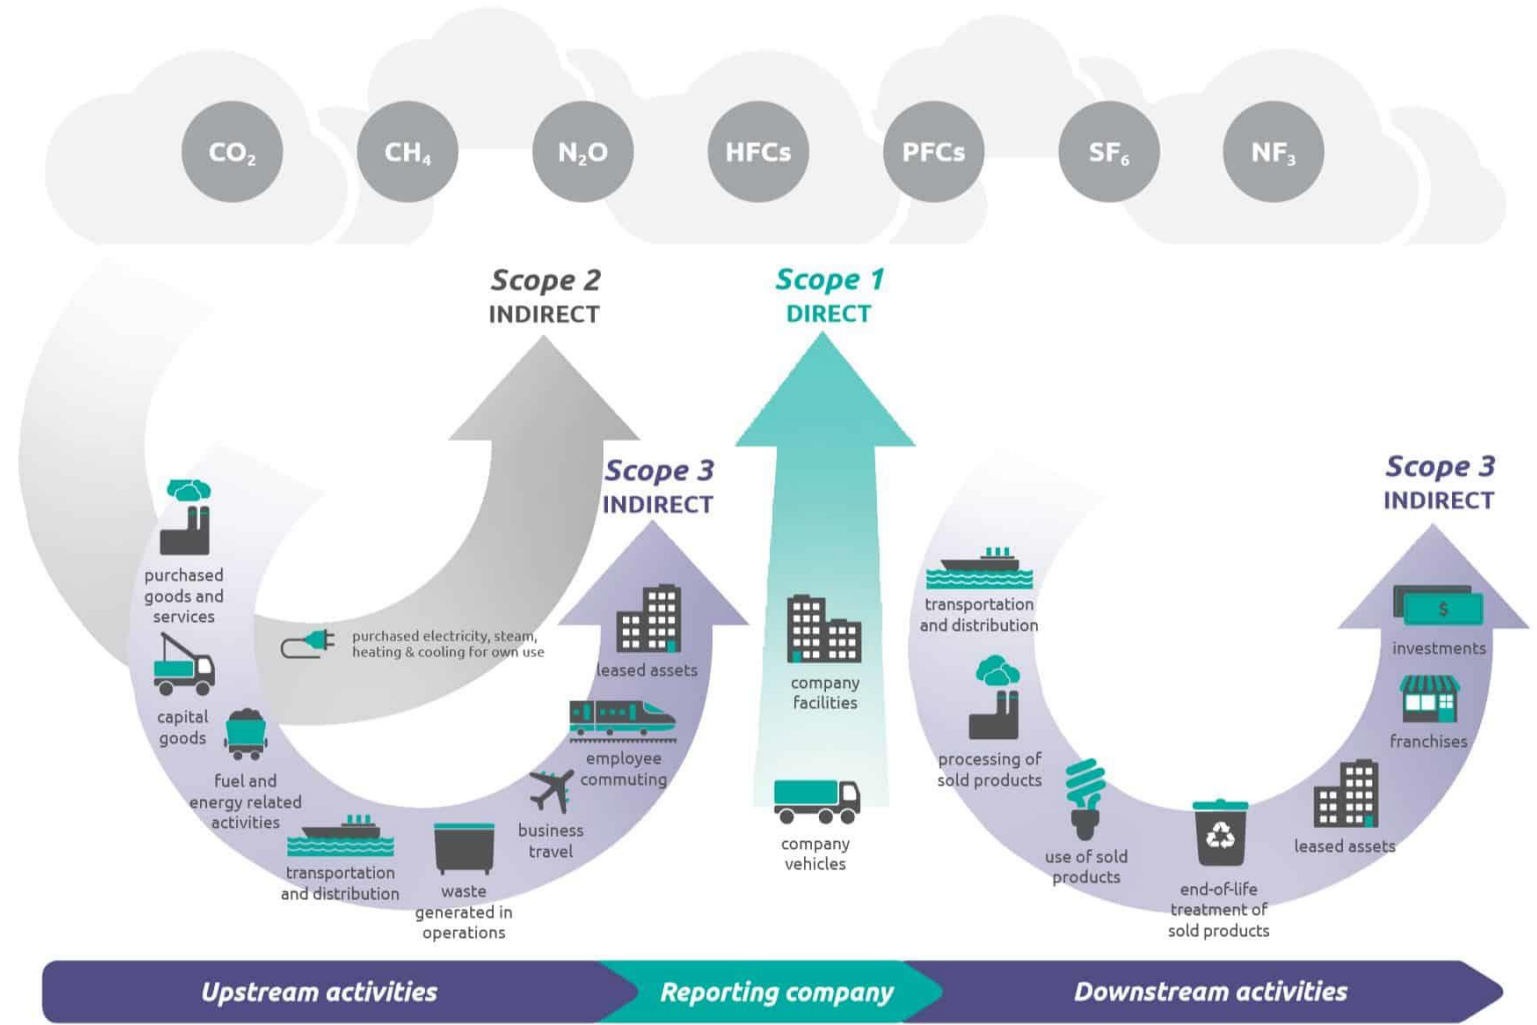 CO₂
CH₄
N₂O
HFCs
PFCs
SF₆
NF₃
Scope 2
INDIRECT
Scope 1
DIRECT
Scope 3
INDIRECT
Scope 3
INDIRECT
purchased
goods and
services
capital
goods
fuel and
energy related
activities
transportation
and distribution
waste
generated in
operations
business
travel
employee
commuting
leased assets
purchased electricity, steam,
heating & cooling for own use
company
facilities
company
vehicles
transportation
and distribution
processing of
sold products
use of sold
products
end-of-life
treatment of
sold products
leased assets
franchises
investments
$
Upstream activities
Reporting company
Downstream activities